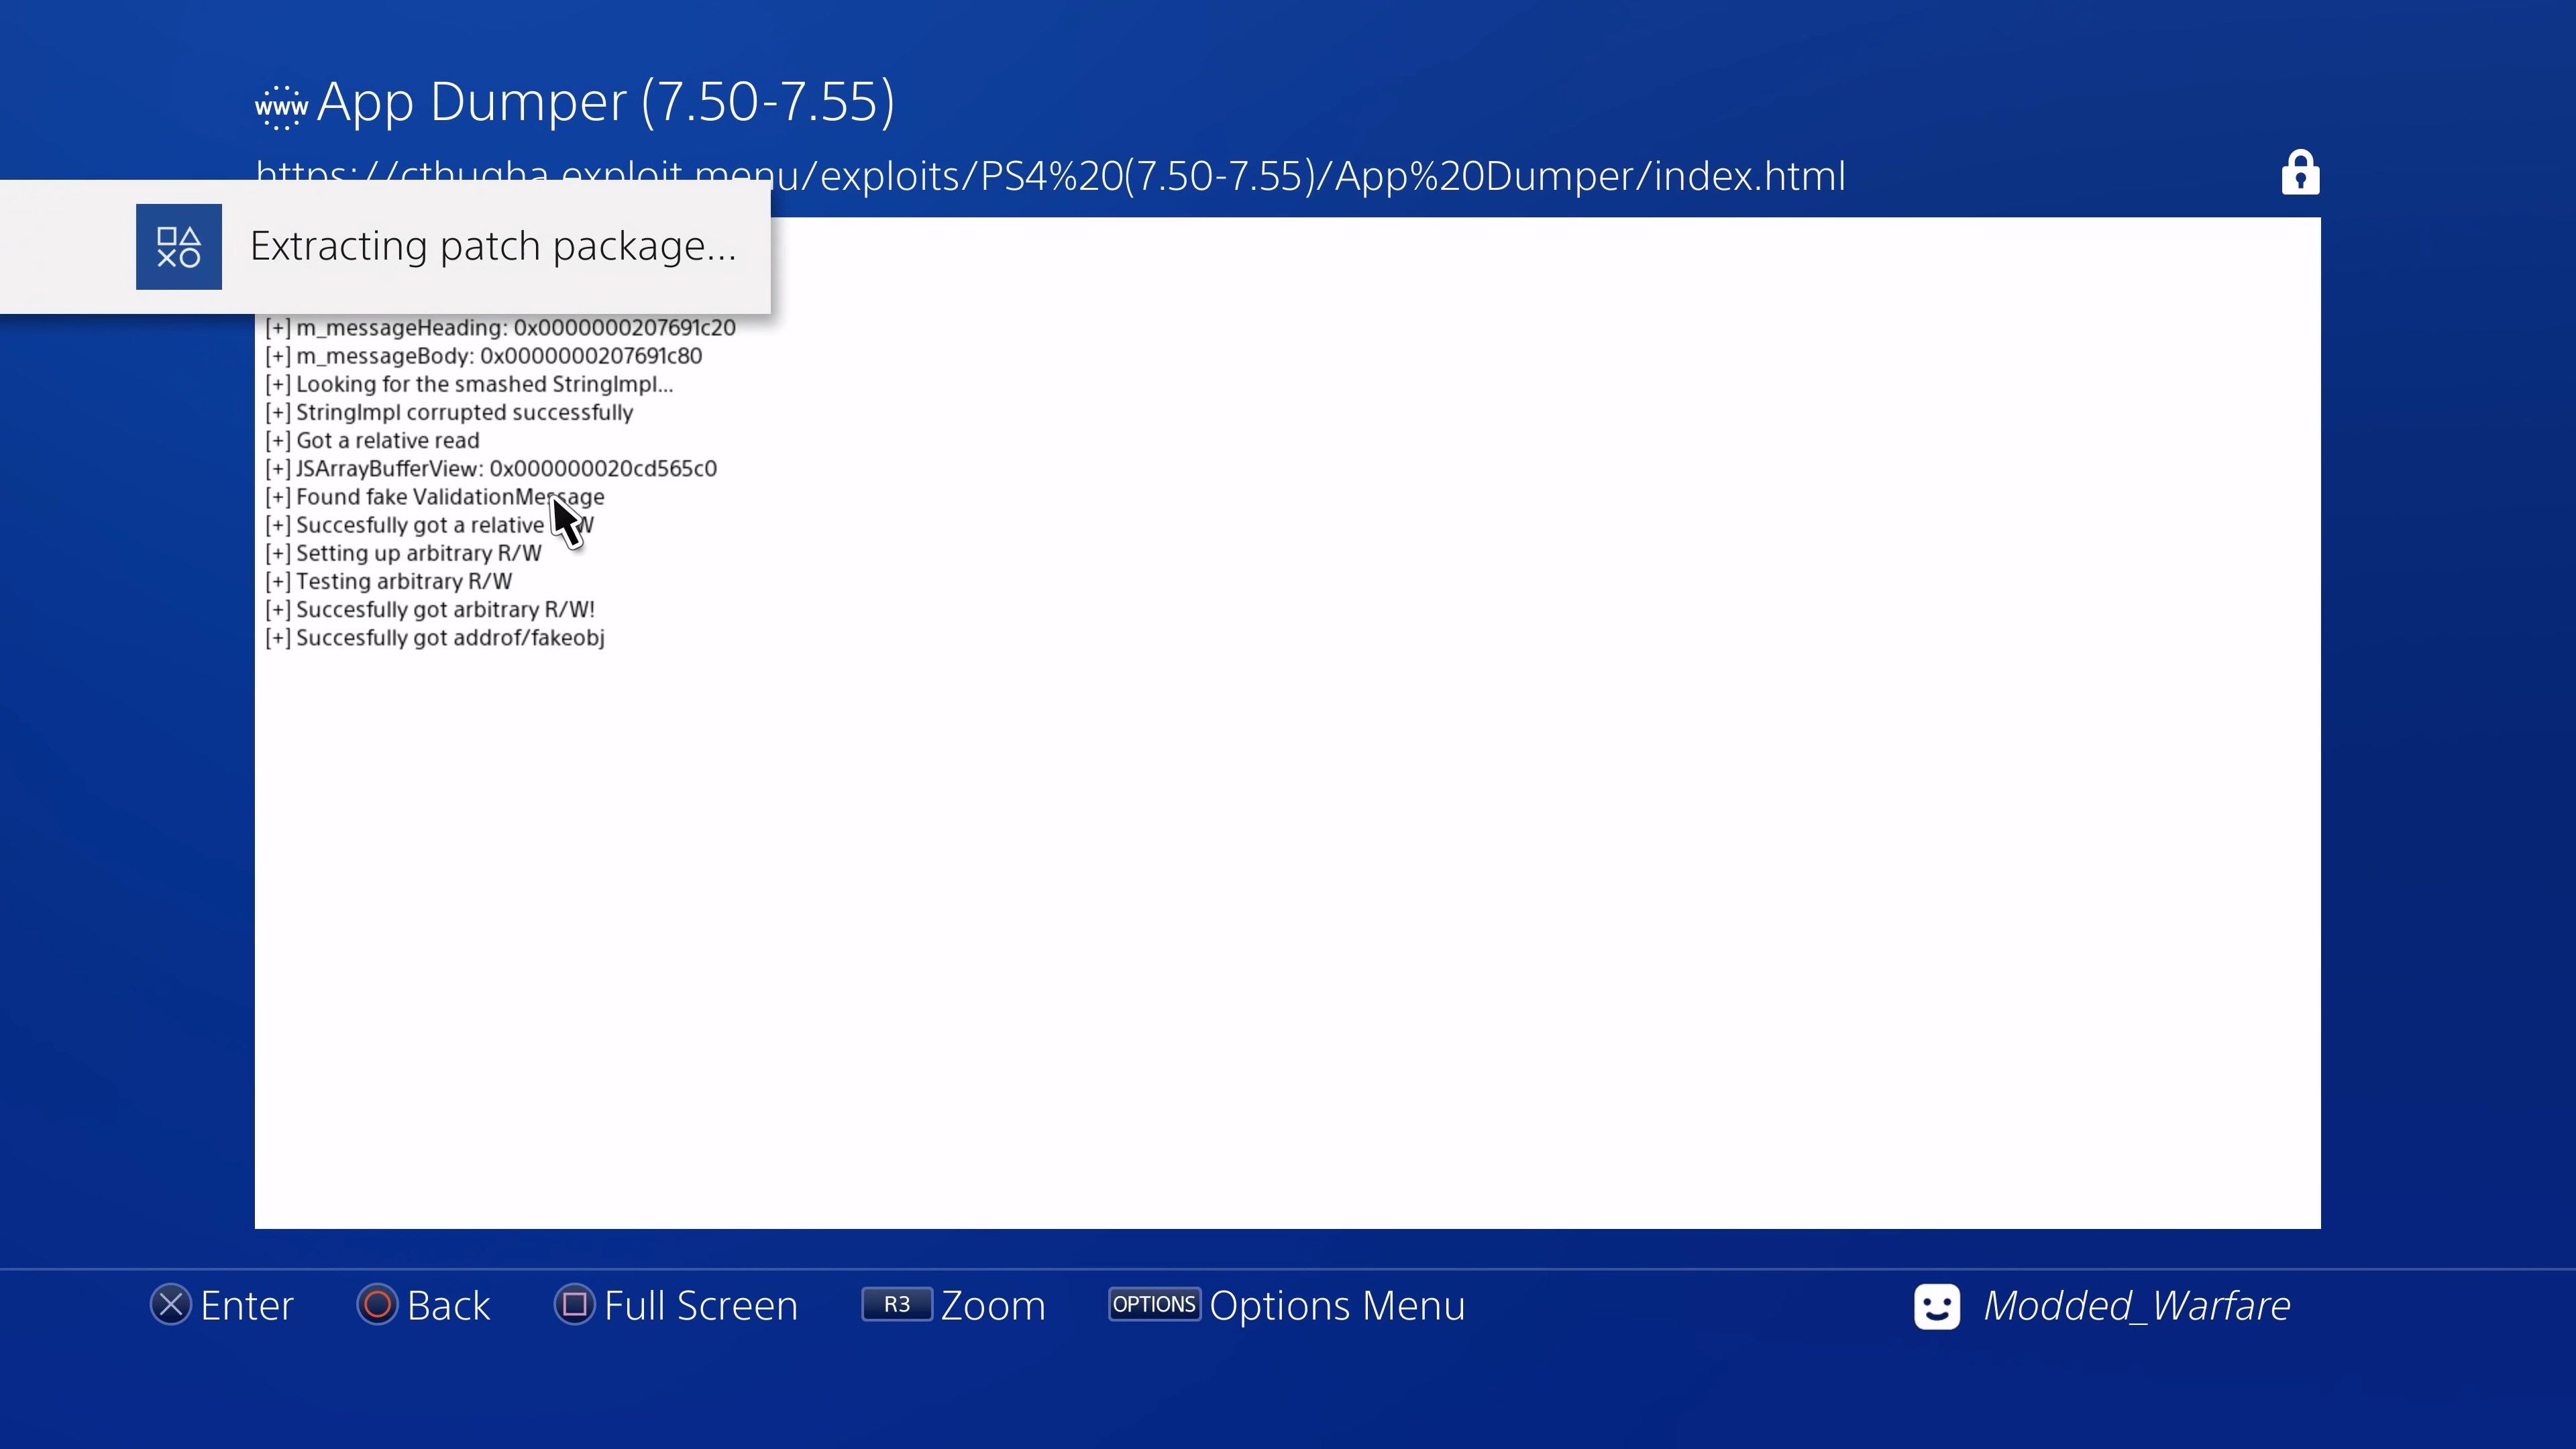 www App Dumper (7.50-7.55)
https://cthugha.exploit.menu/exploits/PS4%20(7.50-7.55)/App%20Dumper/index.html
Extracting patch package...
[+] m_messageHeading: 0x0000000207691c20
[+] m_messageBody: 0x0000000207691c80
[+] Looking for the smashed StringImpl...
[+] StringImpl corrupted successfully
[+] Got a relative read
[+] JSArrayBufferView: 0x000000020cd565c0
[+] Found fake ValidationMessage
[+] Succesfully got a relative R/W
[+] Setting up arbitrary R/W
[+] Testing arbitrary R/W
[+] Succesfully got arbitrary R/W!
[+] Succesfully got addrof/fakeobj
Enter Back Full Screen R3 Zoom OPTIONS Options Menu Modded_Warfare